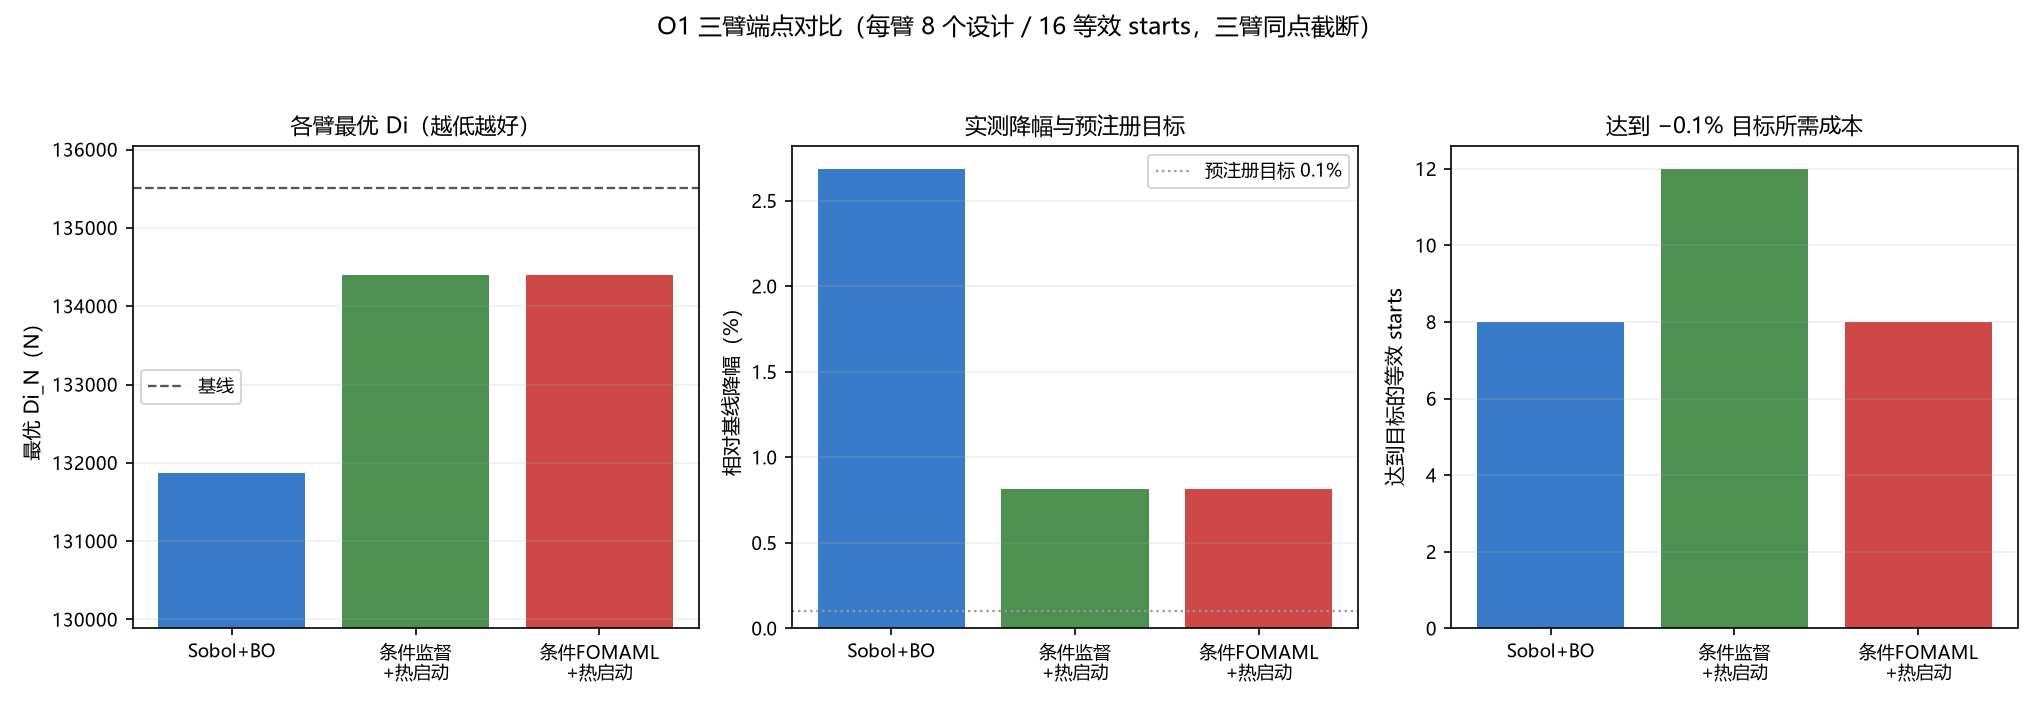 O1 三臂端点对比（每臂 8 个设计 / 16 等效 starts，三臂同点截断）
各臂最优 Di（越低越好）
最优 Di_N（N）
136000
135000
134000
133000
132000
131000
130000
基线
Sobol+BO
条件监督
+热启动
条件FOMAML
+热启动
实测降幅与预注册目标
相对基线降幅（%）
2.5
2.0
1.5
1.0
0.5
0.0
预注册目标 0.1%
Sobol+BO
条件监督
+热启动
条件FOMAML
+热启动
达到 −0.1% 目标所需成本
达到目标的等效 starts
12
10
8
6
4
2
0
Sobol+BO
条件监督
+热启动
条件FOMAML
+热启动